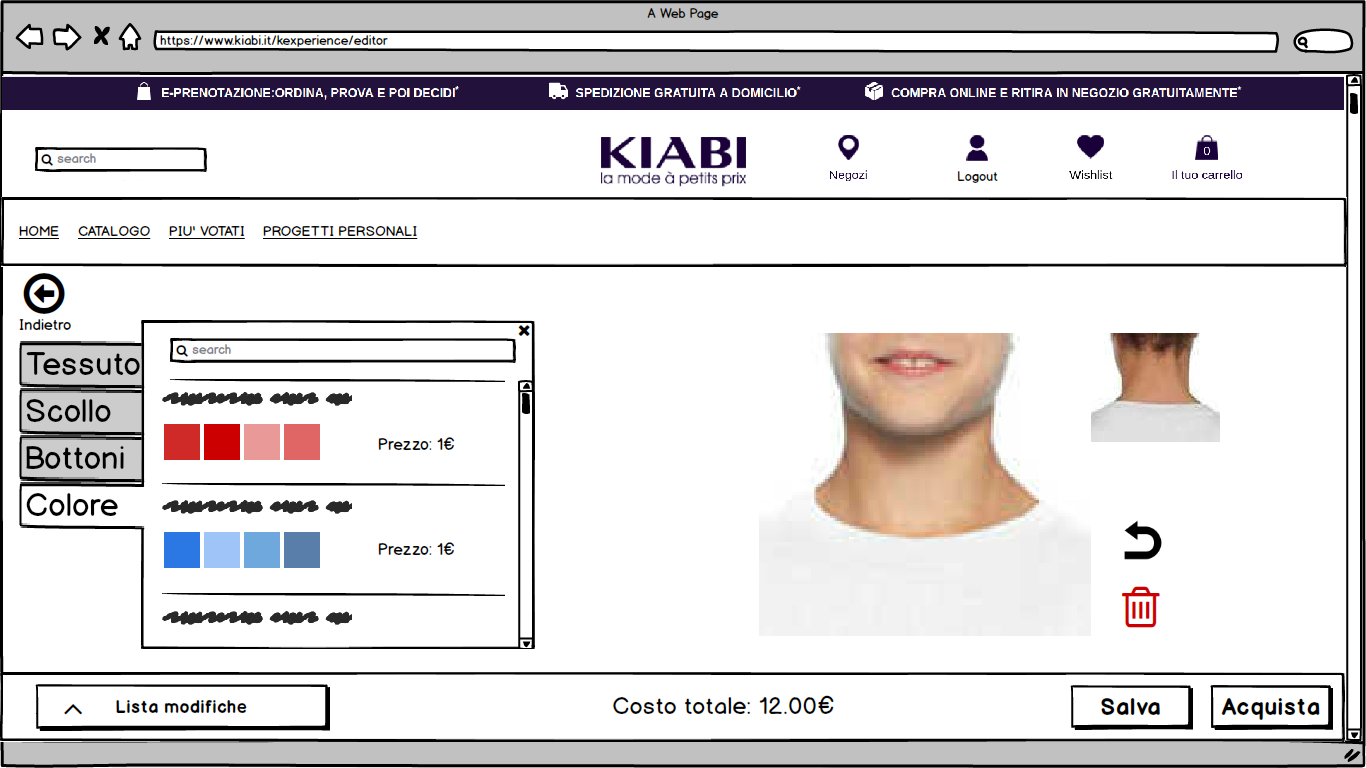 A Web Page
https://www.kiabi.it/kexperience/editor
E-PRENOTAZIONE:ORDINA, PROVA E POI DECIDI*
SPEDIZIONE GRATUITA A DOMICILIO*
COMPRA ONLINE E RITIRA IN NEGOZIO GRATUITAMENTE*
search
KIABI
la mode à petits prix
Negozi
Logout
Wishlist
0
Il tuo carrello
HOME
CATALOGO
PIU' VOTATI
PROGETTI PERSONALI
Indietro
Tessuto
Scollo
Bottoni
Colore
search
Prezzo: 1€
Prezzo: 1€
Lista modifiche
Costo totale: 12.00€
Salva
Acquista